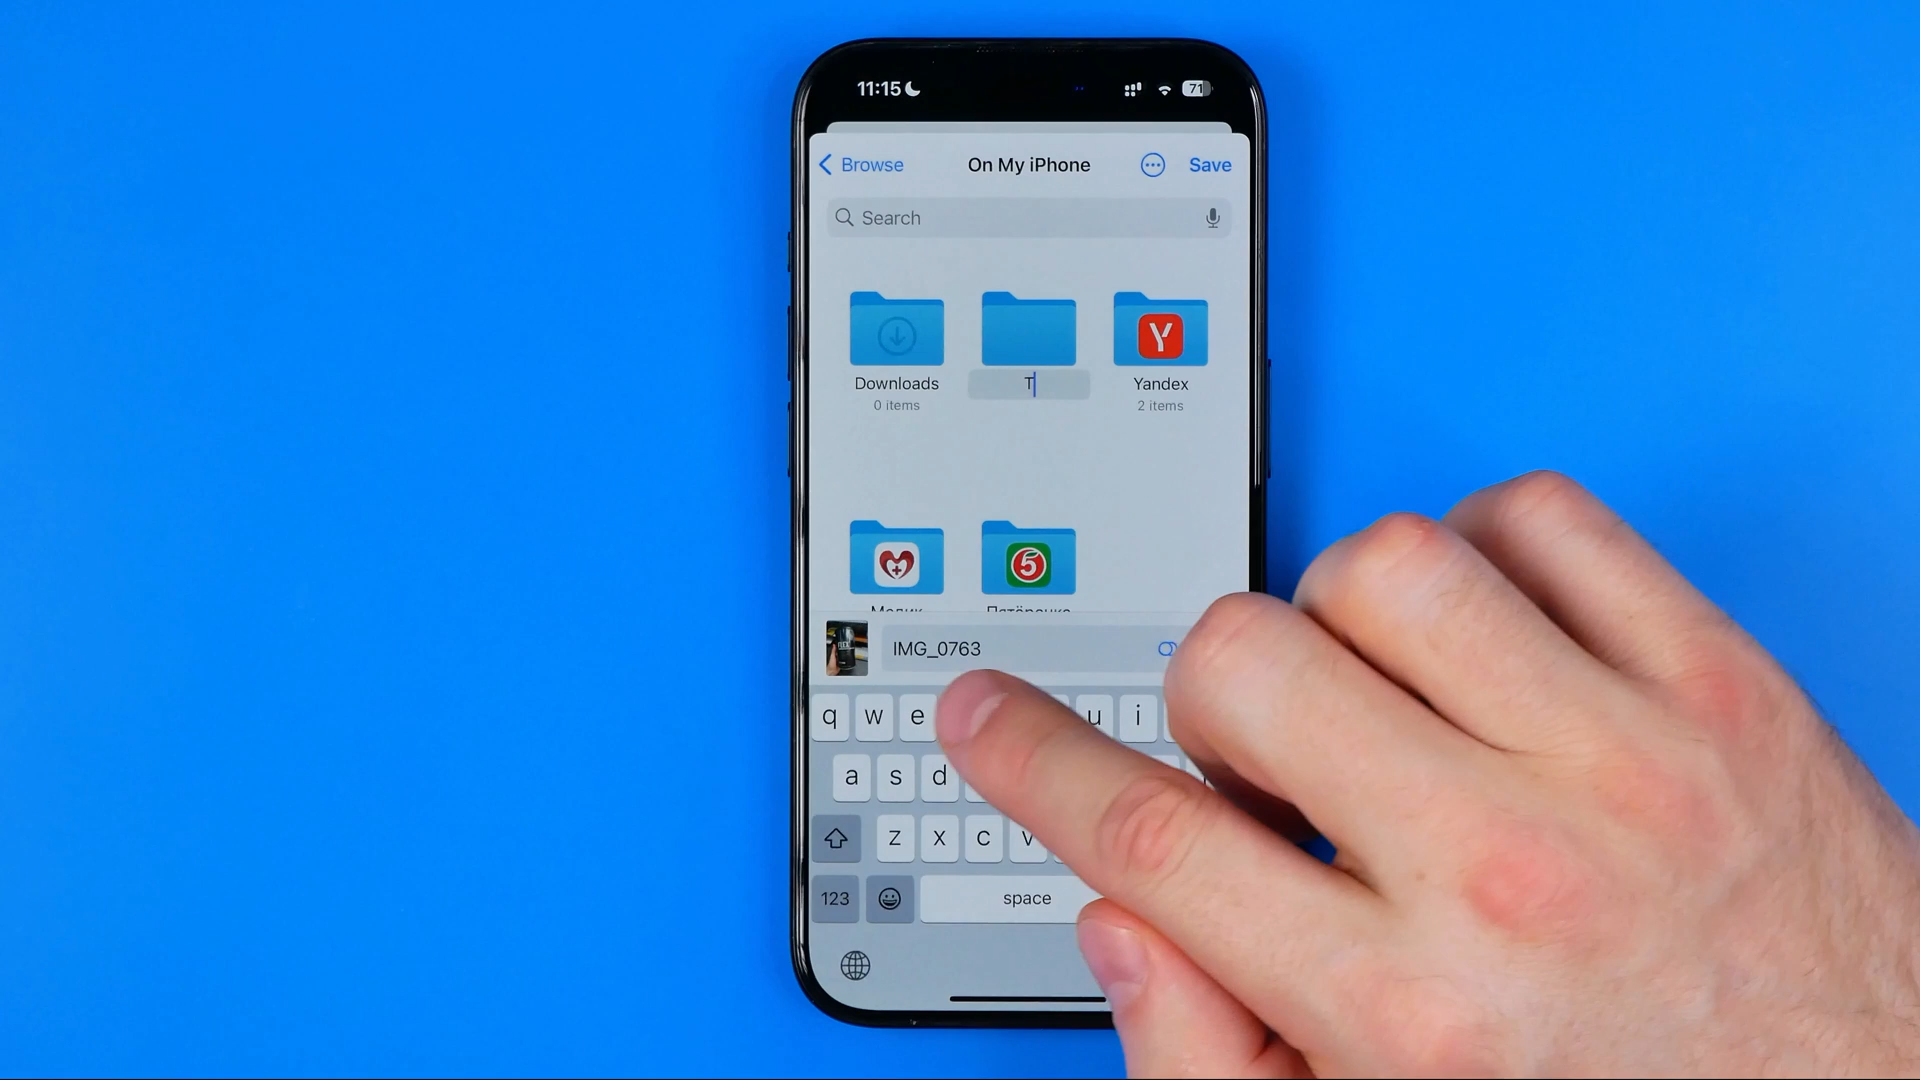 11:15 71
Browse On My iPhone Save
Search
Downloads T Yandex
0 items 2 items
IMG_0763
q w e u i
a s d
z x c v
123 space